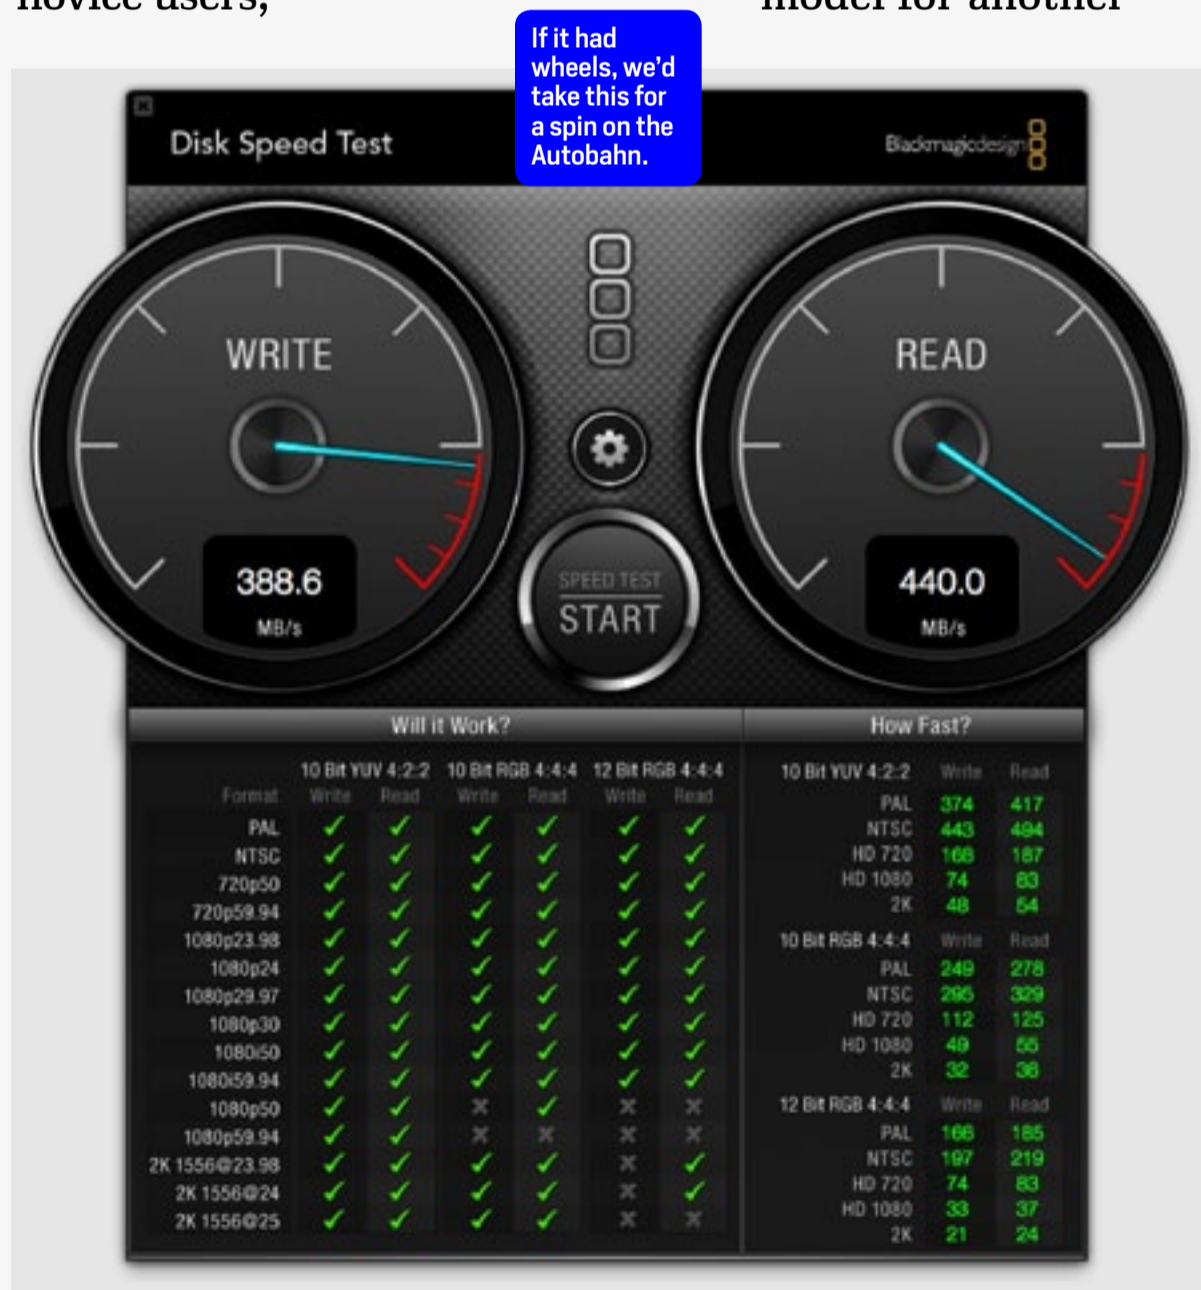 novice users,
model for another
If it had
wheels, we'd
take this for
a spin on the
Autobahn.
Disk Speed Test
Blackmagicdesign
WRITE
READ
388.6
MB/s
SPEED TEST
START
440.0
MB/s
Will it Work?
10 Bit YUV 4:2:2 10 Bit RGB 4:4:4 12 Bit RGB 4:4:4
Format Write Read Write Read Write Read
PAL
NTSC
720p50
720p59.94
1080p23.98
1080p24
1080p29.97
1080p30
1080i50
1080i59.94
1080p50
1080p59.94
2K 1556@23.98
2K 1556@24
2K 1556@25
How Fast?
10 Bit YUV 4:2:2 Write Read
PAL 374 417
NTSC 443 494
HD 720 168 187
HD 1080 74 83
2K 48 54
10 Bit RGB 4:4:4 Write Read
PAL 249 278
NTSC 295 329
HD 720 112 125
HD 1080 49 55
2K 32 36
12 Bit RGB 4:4:4 Write Read
PAL 166 185
NTSC 197 219
HD 720 74 83
HD 1080 33 37
2K 21 24